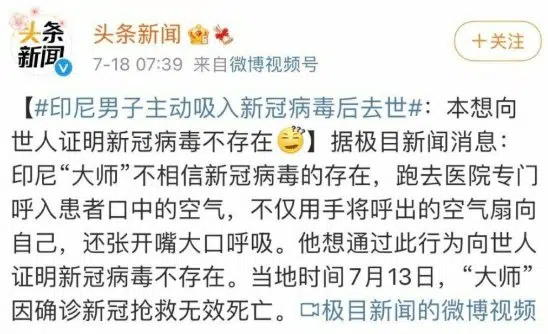 头条新闻
头条新闻
+关注
7-18 07:39 来自微博视频号
【#印尼男子主动吸入新冠病毒后去世#：本想向
世人证明新冠病毒不存在】据极目新闻消息：
印尼“大师”不相信新冠病毒的存在，跑去医院专门
呼入患者口中的空气，不仅用手将呼出的空气扇向
自己，还张开嘴大口呼吸。他想通过此行为向世人
证明新冠病毒不存在。当地时间7月13日，“大师”
因确诊新冠抢救无效死亡。极目新闻的微博视频